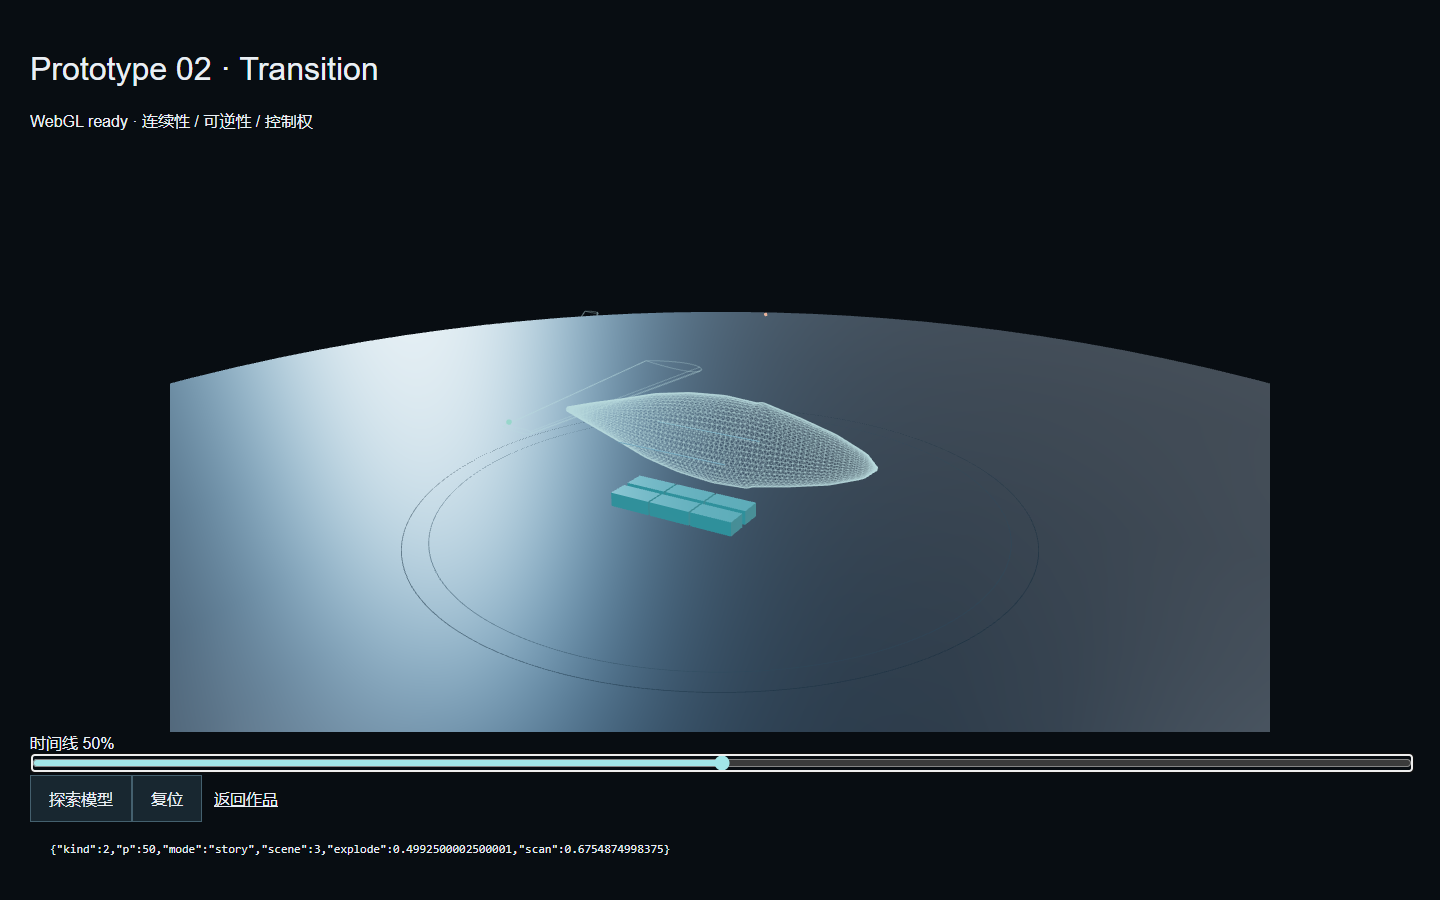 Prototype 02 · Transition
WebGL ready · 连续性 / 可逆性 / 控制权
时间线 50%
探索模型 复位 返回作品
{"kind":2,"p":50,"mode":"story","scene":3,"explode":0.4992500002500001,"scan":0.6754874998375}